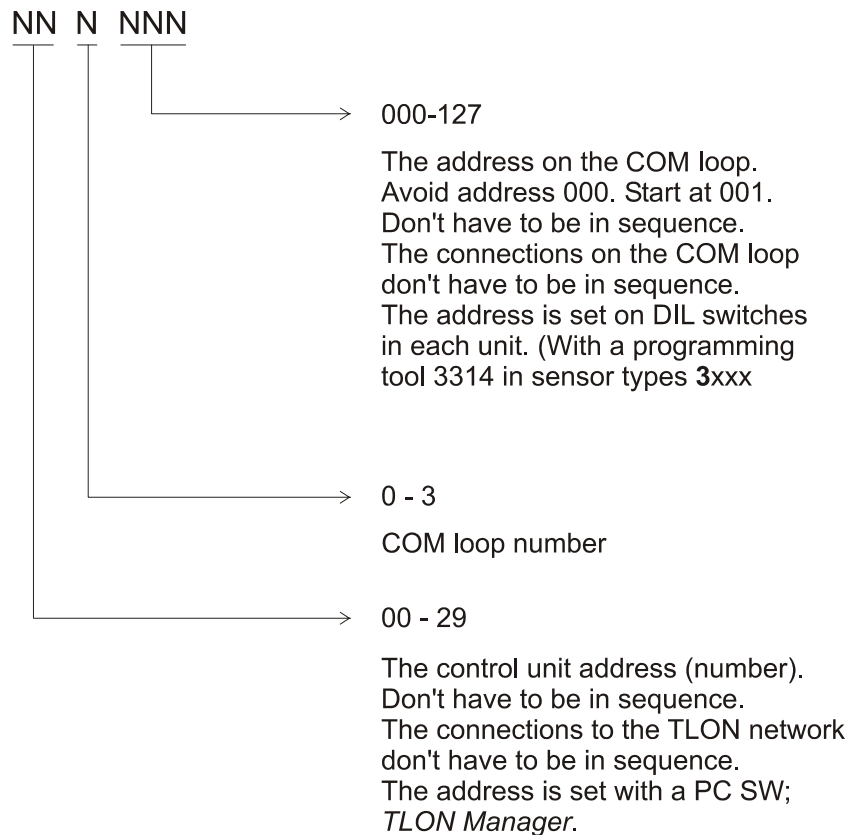 NN N NNN
000-127
The address on the COM loop.
Avoid address 000. Start at 001.
Don't have to be in sequence.
The connections on the COM loop
don't have to be in sequence.
The address is set on DIL switches
in each unit. (With a programming
tool 3314 in sensor types 3xxx
0 - 3
COM loop number
00 - 29
The control unit address (number).
Don't have to be in sequence.
The connections to the TLON network
don't have to be in sequence.
The address is set with a PC SW;
TLON Manager.